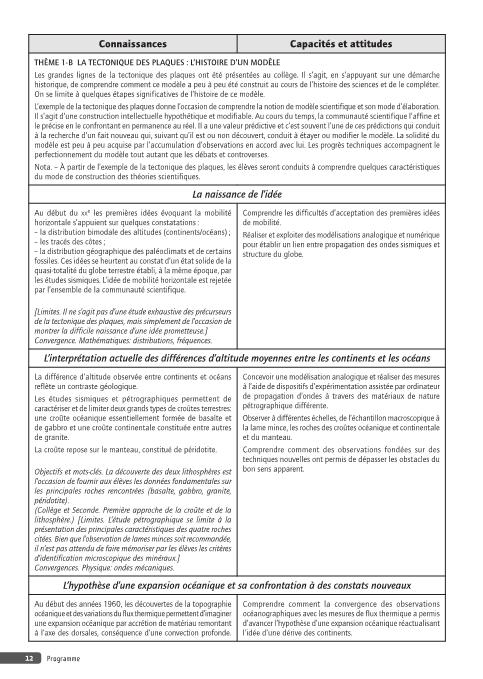 Connaissances
Capacités et attitudes
THÈME 1-B LA TECTONIQUE DES PLAQUES : L'HISTOIRE D'UN MODÈLE
Les grandes lignes de la tectonique des plaques ont été présentées au collège. Il s'agit, en s'appuyant sur une démarche
historique, de comprendre comment ce modèle a peu à peu été construit au cours de l'histoire des sciences et de le compléter.
On se limite à quelques étapes significatives de l'histoire de ce modèle.
L'exemple de la tectonique des plaques donne l'occasion de comprendre la notion de modèle scientifique et son mode d'élaboration.
Il s'agit d'une construction intellectuelle hypothétique et modifiable. Au cours du temps, la communauté scientifique l'affine et
le précise en le confrontant en permanence au réel. Il a une valeur prédictive et c'est souvent l'une de ces prédictions qui conduit
à la recherche d'un fait nouveau qui, suivant qu'il est ou non découvert, conduit à étayer ou modifier le modèle. La solidité du
modèle est peu à peu acquise par l'accumulation d'observations en accord avec lui. Les progrès techniques accompagnent le
perfectionnement du modèle tout autant que les débats et controverses.
Nota. – À partir de l'exemple de la tectonique des plaques, les élèves seront conduits à comprendre quelques caractéristiques
du mode de construction des théories scientifiques.
La naissance de l'idée
Au début du xxe les premières idées évoquant la mobilité
horizontale s'appuient sur quelques constatations :
– la distribution bimodale des altitudes (continents/océans) ;
– les tracés des côtes ;
– la distribution géographique des paléoclimats et de certains
fossiles. Ces idées se heurtent au constat d'un état solide de la
quasi-totalité du globe terrestre établi, à la même époque, par
les études sismiques. L'idée de mobilité horizontale est rejetée
par l'ensemble de la communauté scientifique.
[Limites. Il ne s'agit pas d'une étude exhaustive des précurseurs
de la tectonique des plaques, mais simplement de l'occasion de
montrer la difficile naissance d'une idée prometteuse.]
Convergence. Mathématiques: distributions, fréquences.
Comprendre les difficultés d'acceptation des premières idées
de mobilité.
Réaliser et exploiter des modélisations analogique et numérique
pour établir un lien entre propagation des ondes sismiques et
structure du globe.
L'interprétation actuelle des différences d'altitude moyennes entre les continents et les océans
La différence d'altitude observée entre continents et océans
reflète un contraste géologique.
Les études sismiques et pétrographiques permettent de
caractériser et de limiter deux grands types de croûtes terrestres:
une croûte océanique essentiellement formée de basalte et
de gabbro et une croûte continentale constituée entre autres
de granite.
La croûte repose sur le manteau, constitué de péridotite.
Objectifs et mots-clés. La découverte des deux lithosphères est
l'occasion de fournir aux élèves les données fondamentales sur
les principales roches rencontrées (basalte, gabbro, granite,
péridotite).
(Collège et Seconde. Première approche de la croûte et de la
lithosphère.) [Limites. L'étude pétrographique se limite à la
présentation des principales caractéristiques des quatre roches
citées. Bien que l'observation de lames minces soit recommandée,
il n'est pas attendu de faire mémoriser par les élèves les critères
d'identification microscopique des minéraux.]
Convergences. Physique: ondes mécaniques.
Concevoir une modélisation analogique et réaliser des mesures
à l'aide de dispositifs d'expérimentation assistée par ordinateur
de propagation d'ondes à travers des matériaux de nature
pétrographique différente.
Observer à différentes échelles, de l'échantillon macroscopique à
la lame mince, les roches des croûtes océanique et continentale
et du manteau.
Comprendre comment des observations fondées sur des
techniques nouvelles ont permis de dépasser les obstacles du
bon sens apparent.
L'hypothèse d'une expansion océanique et sa confrontation à des constats nouveaux
Au début des années 1960, les découvertes de la topographie
océanique et des variations du flux thermique permettent d'imaginer
une expansion océanique par accrétion de matériau remontant
à l'axe des dorsales, conséquence d'une convection profonde.
Comprendre comment la convergence des observations
océanographiques avec les mesures de flux thermique a permis
d'avancer l'hypothèse d'une expansion océanique réactualisant
l'idée d'une dérive des continents.
12 Programme